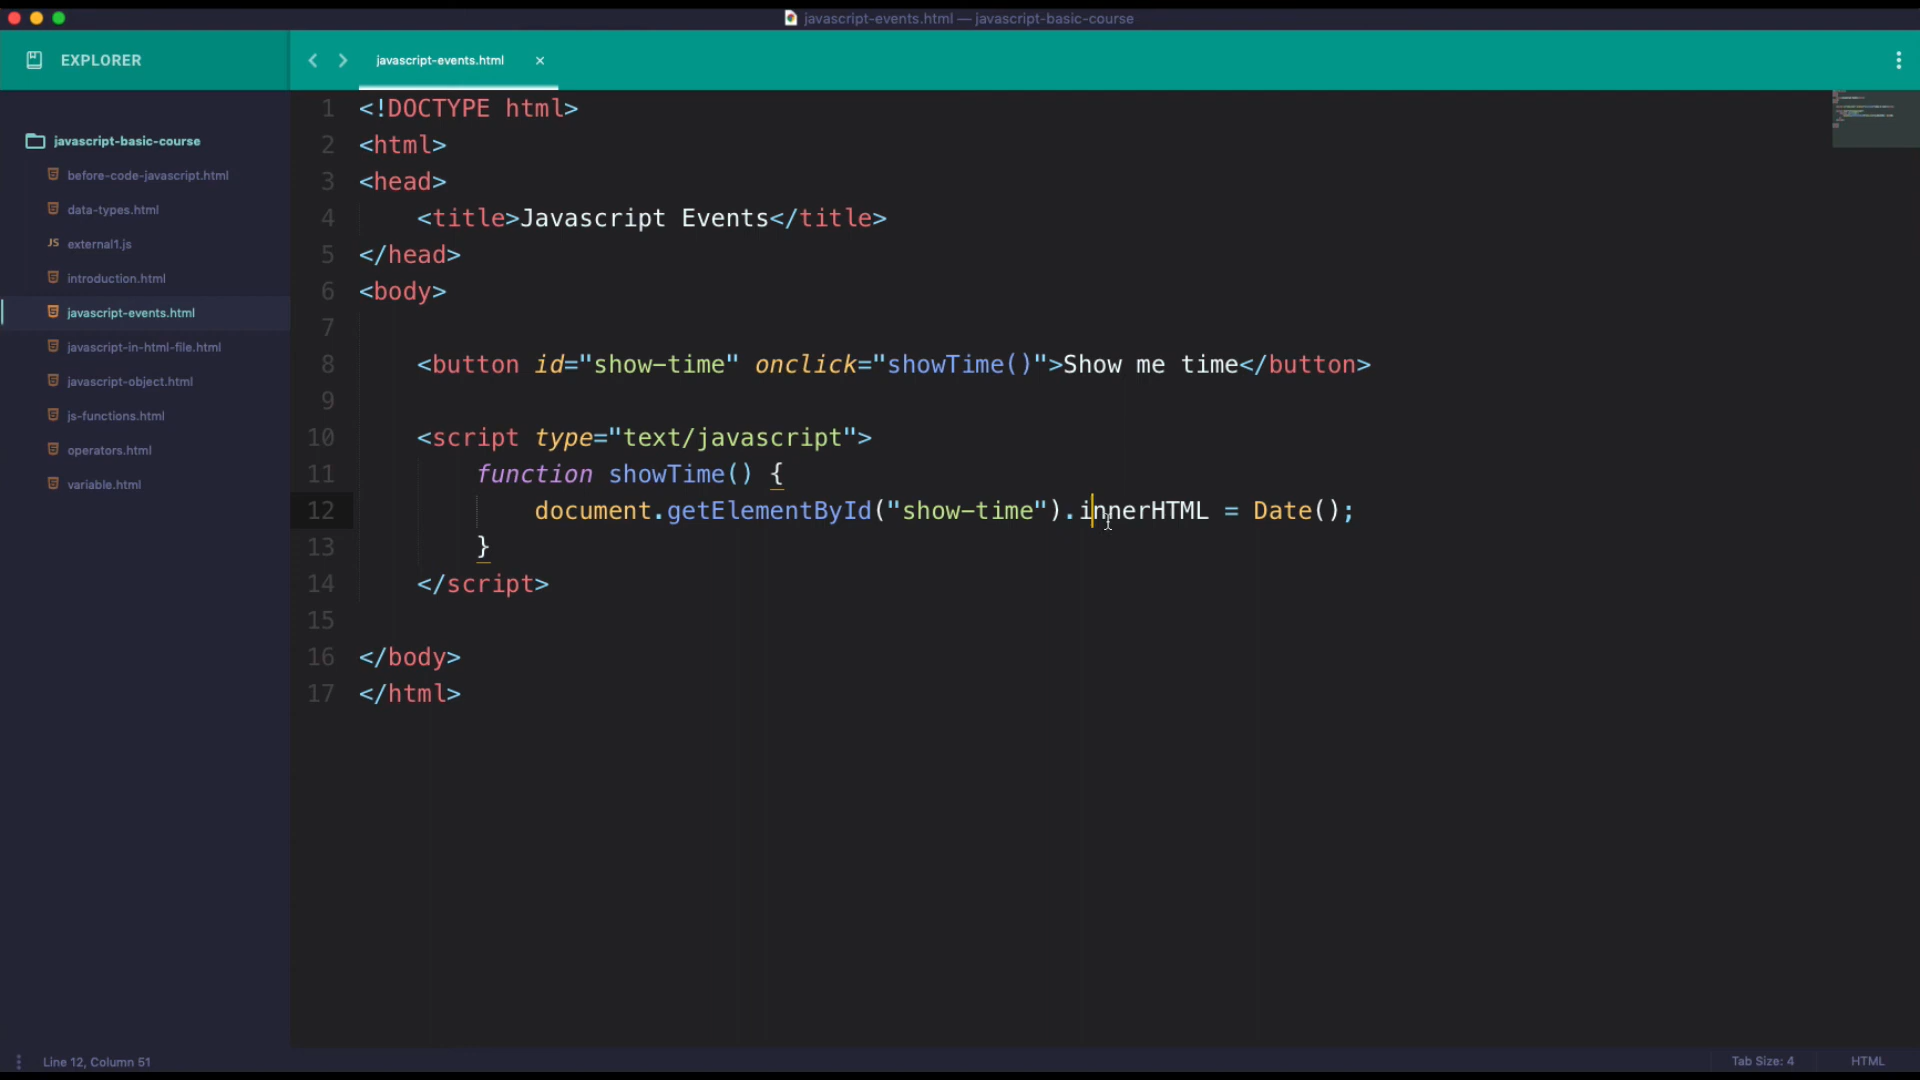 javascript-events.html — javascript-basic-course
EXPLORER
javascript-basic-course
before-code-javascript.html
data-types.html
JS external1.js
introduction.html
javascript-events.html
javascript-in-html-file.html
javascript-object.html
js-functions.html
operators.html
variable.html
javascript-events.html ×
1 <!DOCTYPE html>
2 <html>
3 <head>
4 <title>Javascript Events</title>
5 </head>
6 <body>
7
8 <button id="show-time" onclick="showTime()">Show me time</button>
9
10 <script type="text/javascript">
11 function showTime() {
12 document.getElementById("show-time").innerHTML = Date();
13 }
14 </script>
15
16 </body>
17 </html>
Line 12, Column 51
Tab Size: 4
HTML